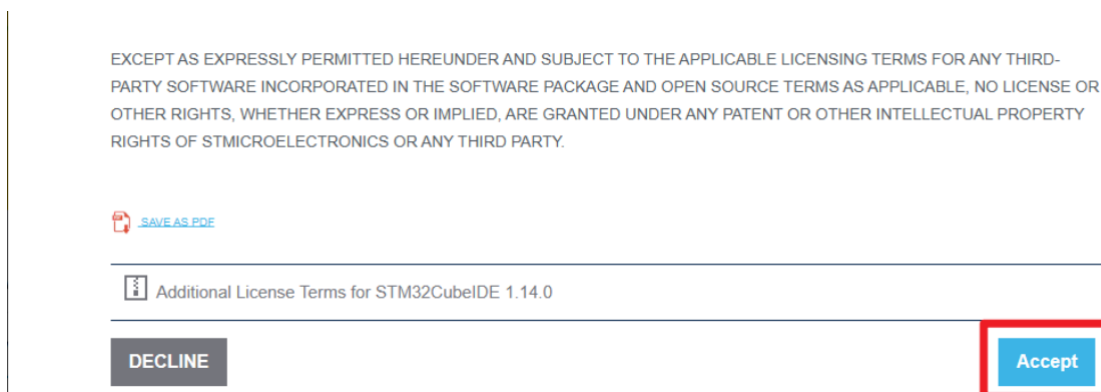 EXCEPT AS EXPRESSLY PERMITTED HEREUNDER AND SUBJECT TO THE APPLICABLE LICENSING TERMS FOR ANY THIRD-
PARTY SOFTWARE INCORPORATED IN THE SOFTWARE PACKAGE AND OPEN SOURCE TERMS AS APPLICABLE, NO LICENSE OR
OTHER RIGHTS, WHETHER EXPRESS OR IMPLIED, ARE GRANTED UNDER ANY PATENT OR OTHER INTELLECTUAL PROPERTY
RIGHTS OF STMICROELECTRONICS OR ANY THIRD PARTY.
SAVE AS PDF
Additional License Terms for STM32CubeIDE 1.14.0
DECLINE
Accept